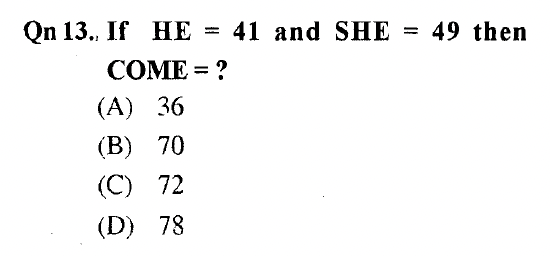 Qn 13. If HE = 41 and SHE = 49 then
COME = ?
(A) 36
(B) 70
(C) 72
(D) 78